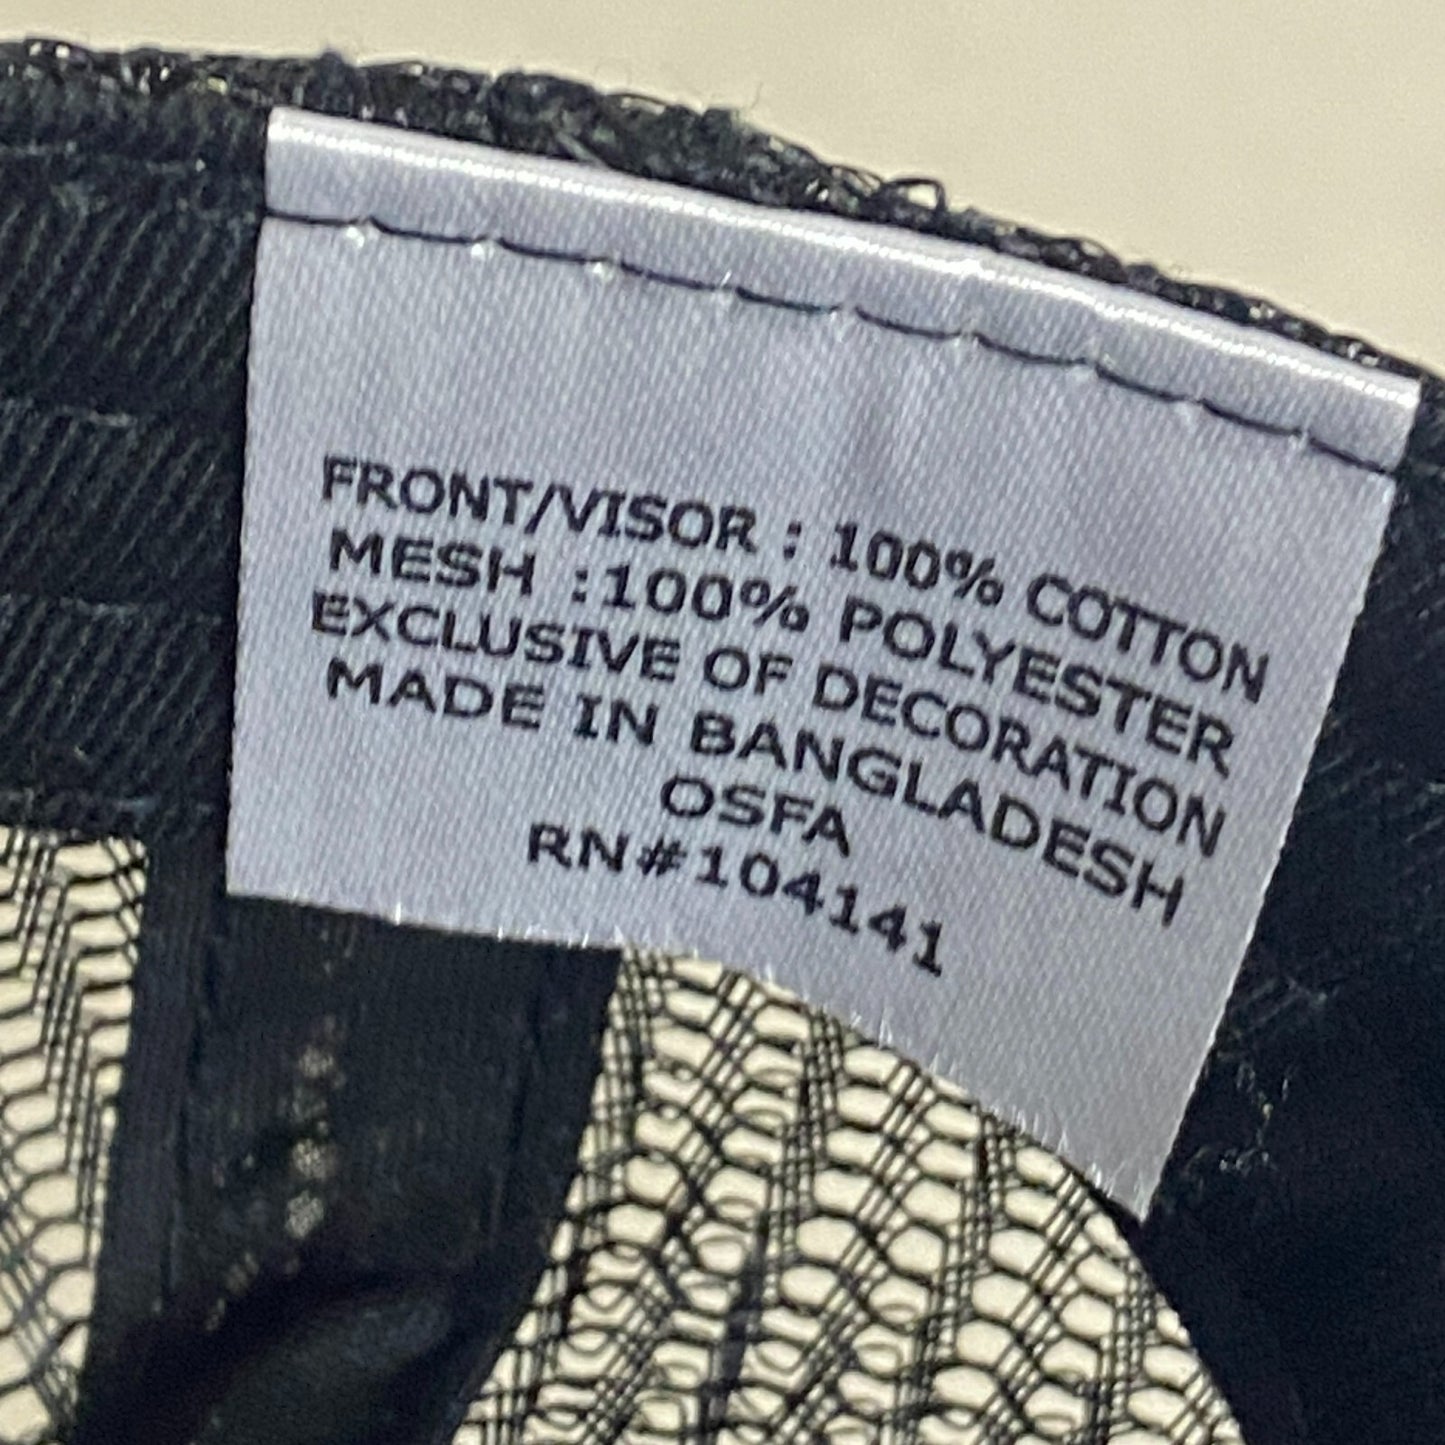 FRONT/VISOR : 100% COTTON
MESH :100% POLYESTER
EXCLUSIVE OF DECORATION
MADE IN BANGLADESH
OSFA
RN#104141